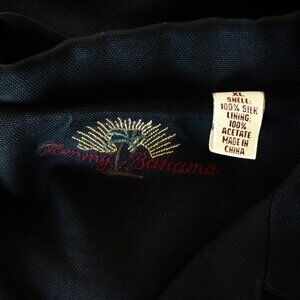 Tommy Bahama
XL
SHELL:
100% SILK
LINING:
100%
ACETATE
MADE IN
CHINA